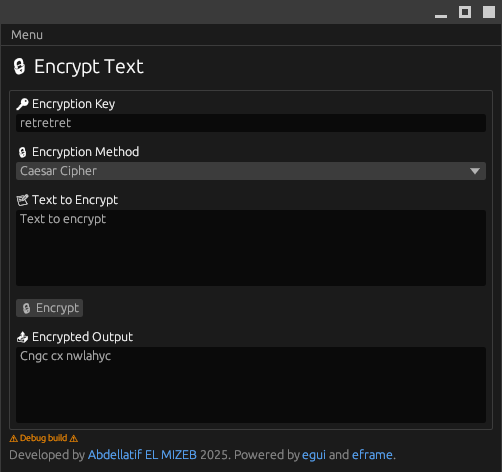 Menu
Encrypt Text
Encryption Key
retretret
Encryption Method
Caesar Cipher
Text to Encrypt
Text to encrypt
Encrypt
Encrypted Output
Cngc cx nwlahyc
⚠ Debug build ⚠
Developed by Abdellatif EL MIZEB 2025. Powered by egui and eframe.